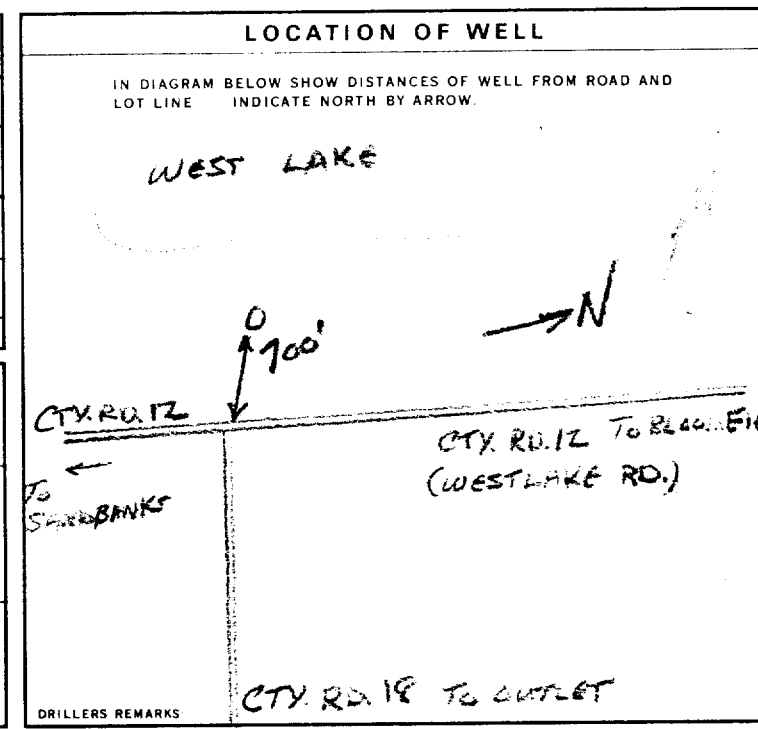 LOCATION OF WELL
IN DIAGRAM BELOW SHOW DISTANCES OF WELL FROM ROAD AND
LOT LINE INDICATE NORTH BY ARROW.
WEST LAKE
100'
N
CTY. RD. 12
CTY. RD. 12 TO
(WESTLAKE RD.)
TO
SANDBANKS
CTY. RD. 18 TO OUTLET
DRILLERS REMARKS